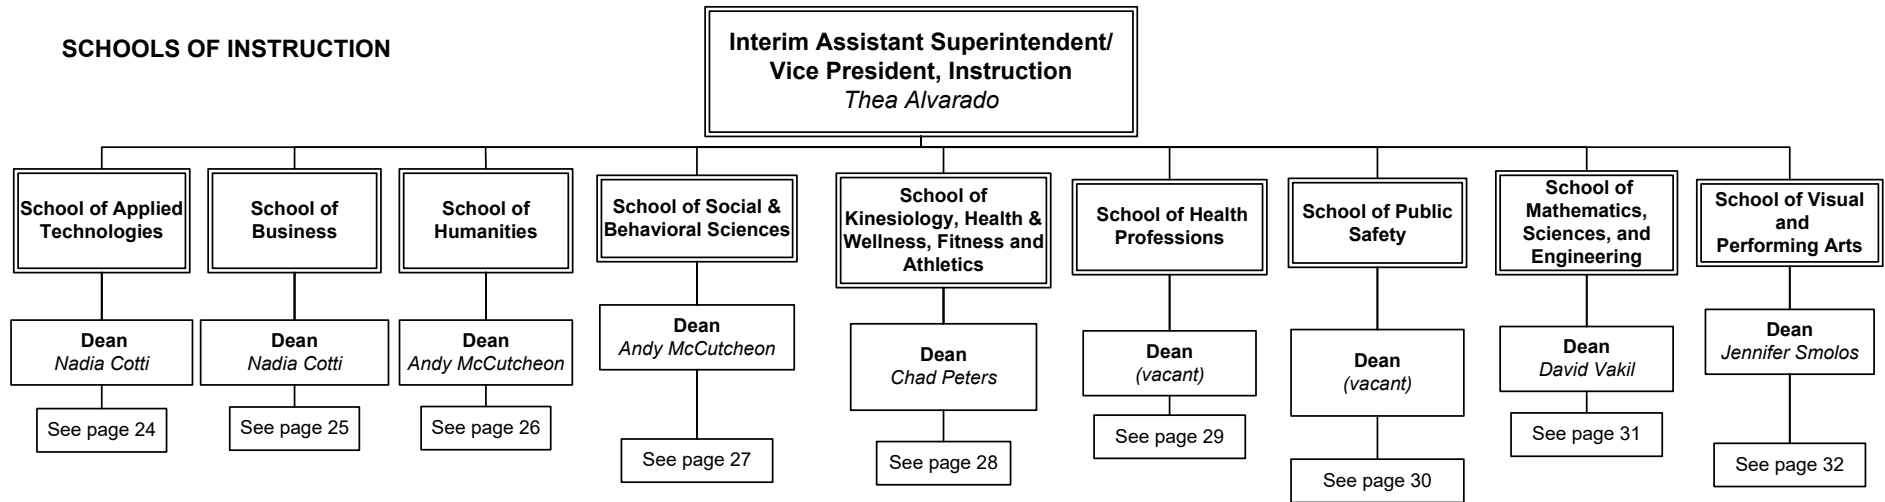 SCHOOLS OF INSTRUCTION
Interim Assistant Superintendent/
Vice President, Instruction
Thea Alvarado
School of Applied
Technologies
Dean
Nadia Cotti
See page 24
School of
Business
Dean
Nadia Cotti
See page 25
School of
Humanities
Dean
Andy McCutcheon
See page 26
School of Social &
Behavioral Sciences
Dean
Andy McCutcheon
See page 27
School of
Kinesiology, Health &
Wellness, Fitness and
Athletics
Dean
Chad Peters
See page 28
School of Health
Professions
Dean
(vacant)
See page 29
School of Public
Safety
Dean
(vacant)
See page 30
School of
Mathematics,
Sciences, and
Engineering
Dean
David Vakil
See page 31
School of Visual
and
Performing Arts
Dean
Jennifer Smolos
See page 32